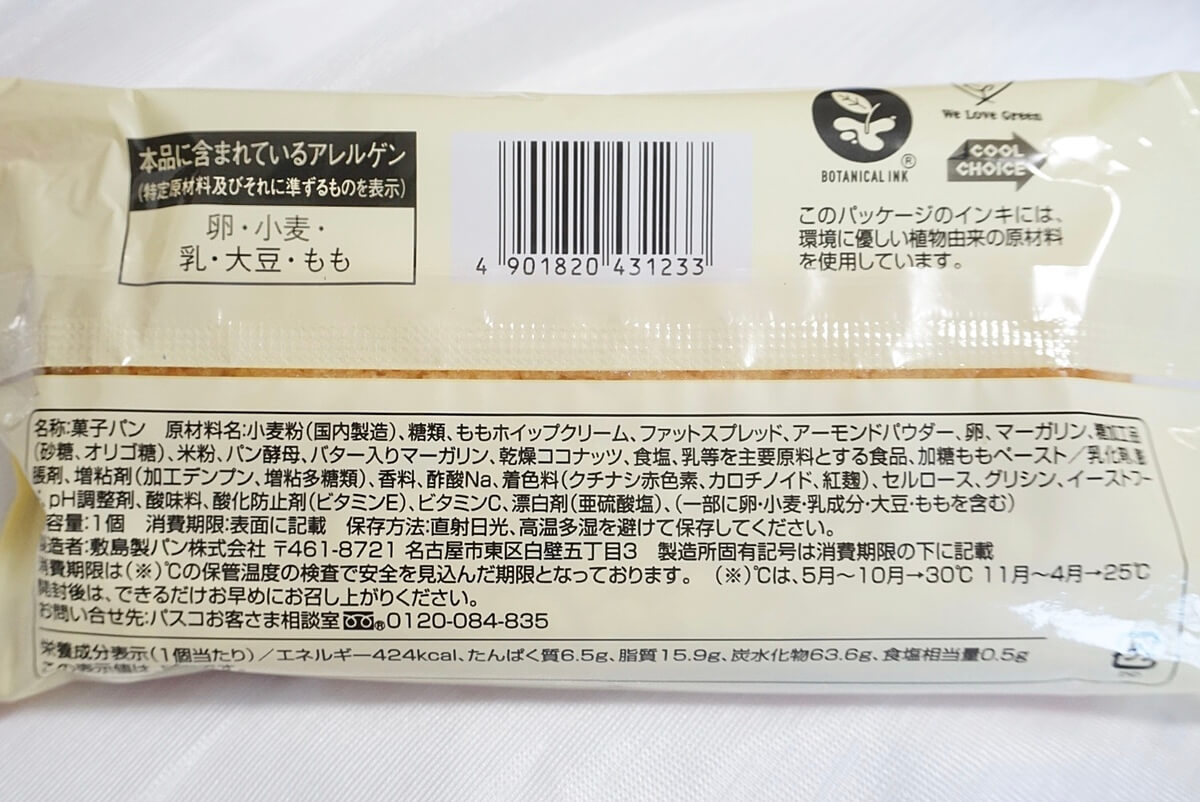 本品に含まれているアレルゲン
(特定原材料及びそれに準ずるものを表示)
卵・小麦・
乳・大豆・もも
4 901820 431233
BOTANICAL INK ®
We Love Green
COOL
CHOICE
このパッケージのインキには、
環境に優しい植物由来の原材料
を使用しています。
名称:菓子パン 原材料名:小麦粉(国内製造)、糖類、ももホイップクリーム、ファットスプレッド、アーモンドパウダー、卵、マーガリン、糖加工品
(砂糖、オリゴ糖)、米粉、パン酵母、バター入りマーガリン、乾燥ココナッツ、食塩、乳等を主要原料とする食品、加糖ももペースト/乳化剤、膨
脹剤、増粘剤(加工デンプン、増粘多糖類)、香料、酢酸Na、着色料(クチナシ赤色素、カロチノイド、紅麹)、セルロース、グリシン、イーストフー
、pH調整剤、酸味料、酸化防止剤(ビタミンE)、ビタミンC、漂白剤(亜硫酸塩)、(一部に卵・小麦・乳成分・大豆・ももを含む)
容量:1個 消費期限:表面に記載 保存方法:直射日光、高温多湿を避けて保存してください。
製造者:敷島製パン株式会社 〒461-8721 名古屋市東区白壁五丁目3 製造所固有記号は消費期限の下に記載
消費期限は(※)℃の保管温度の検査で安全を見込んだ期限となっております。 (※)℃は、5月～10月→30℃ 11月～4月→25℃
開封後は、できるだけお早めにお召し上がりください。
お問い合せ先:パスコお客さま相談室 ®0120-084-835
栄養成分表示(1個当たり)/エネルギー424kcal、たんぱく質6.5g、脂質15.9g、炭水化物63.6g、食塩相当量0.5g
この表示値は、